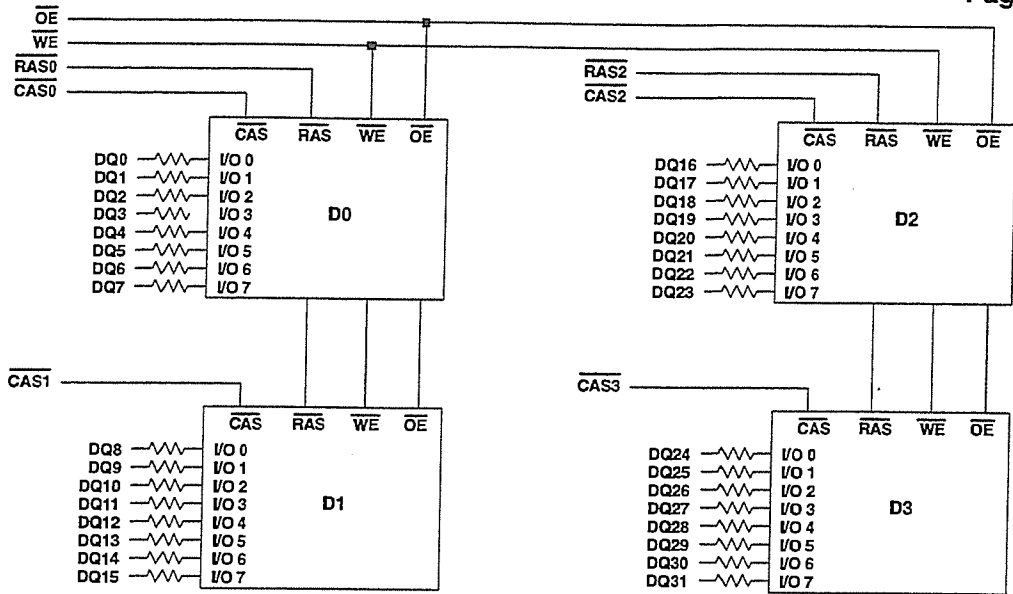 Pag
OE
WE
RAS0
CAS0
RAS2
CAS2
CAS RAS WE OE
DQ0 I/O 0
DQ1 I/O 1
DQ2 I/O 2
DQ3 I/O 3
DQ4 I/O 4
DQ5 I/O 5
DQ6 I/O 6
DQ7 I/O 7
D0
CAS RAS WE OE
DQ16 I/O 0
DQ17 I/O 1
DQ18 I/O 2
DQ19 I/O 3
DQ20 I/O 4
DQ21 I/O 5
DQ22 I/O 6
DQ23 I/O 7
D2
CAS1
CAS RAS WE OE
DQ8 I/O 0
DQ9 I/O 1
DQ10 I/O 2
DQ11 I/O 3
DQ12 I/O 4
DQ13 I/O 5
DQ14 I/O 6
DQ15 I/O 7
D1
CAS3
CAS RAS WE OE
DQ24 I/O 0
DQ25 I/O 1
DQ26 I/O 2
DQ27 I/O 3
DQ28 I/O 4
DQ29 I/O 5
DQ30 I/O 6
DQ31 I/O 7
D3